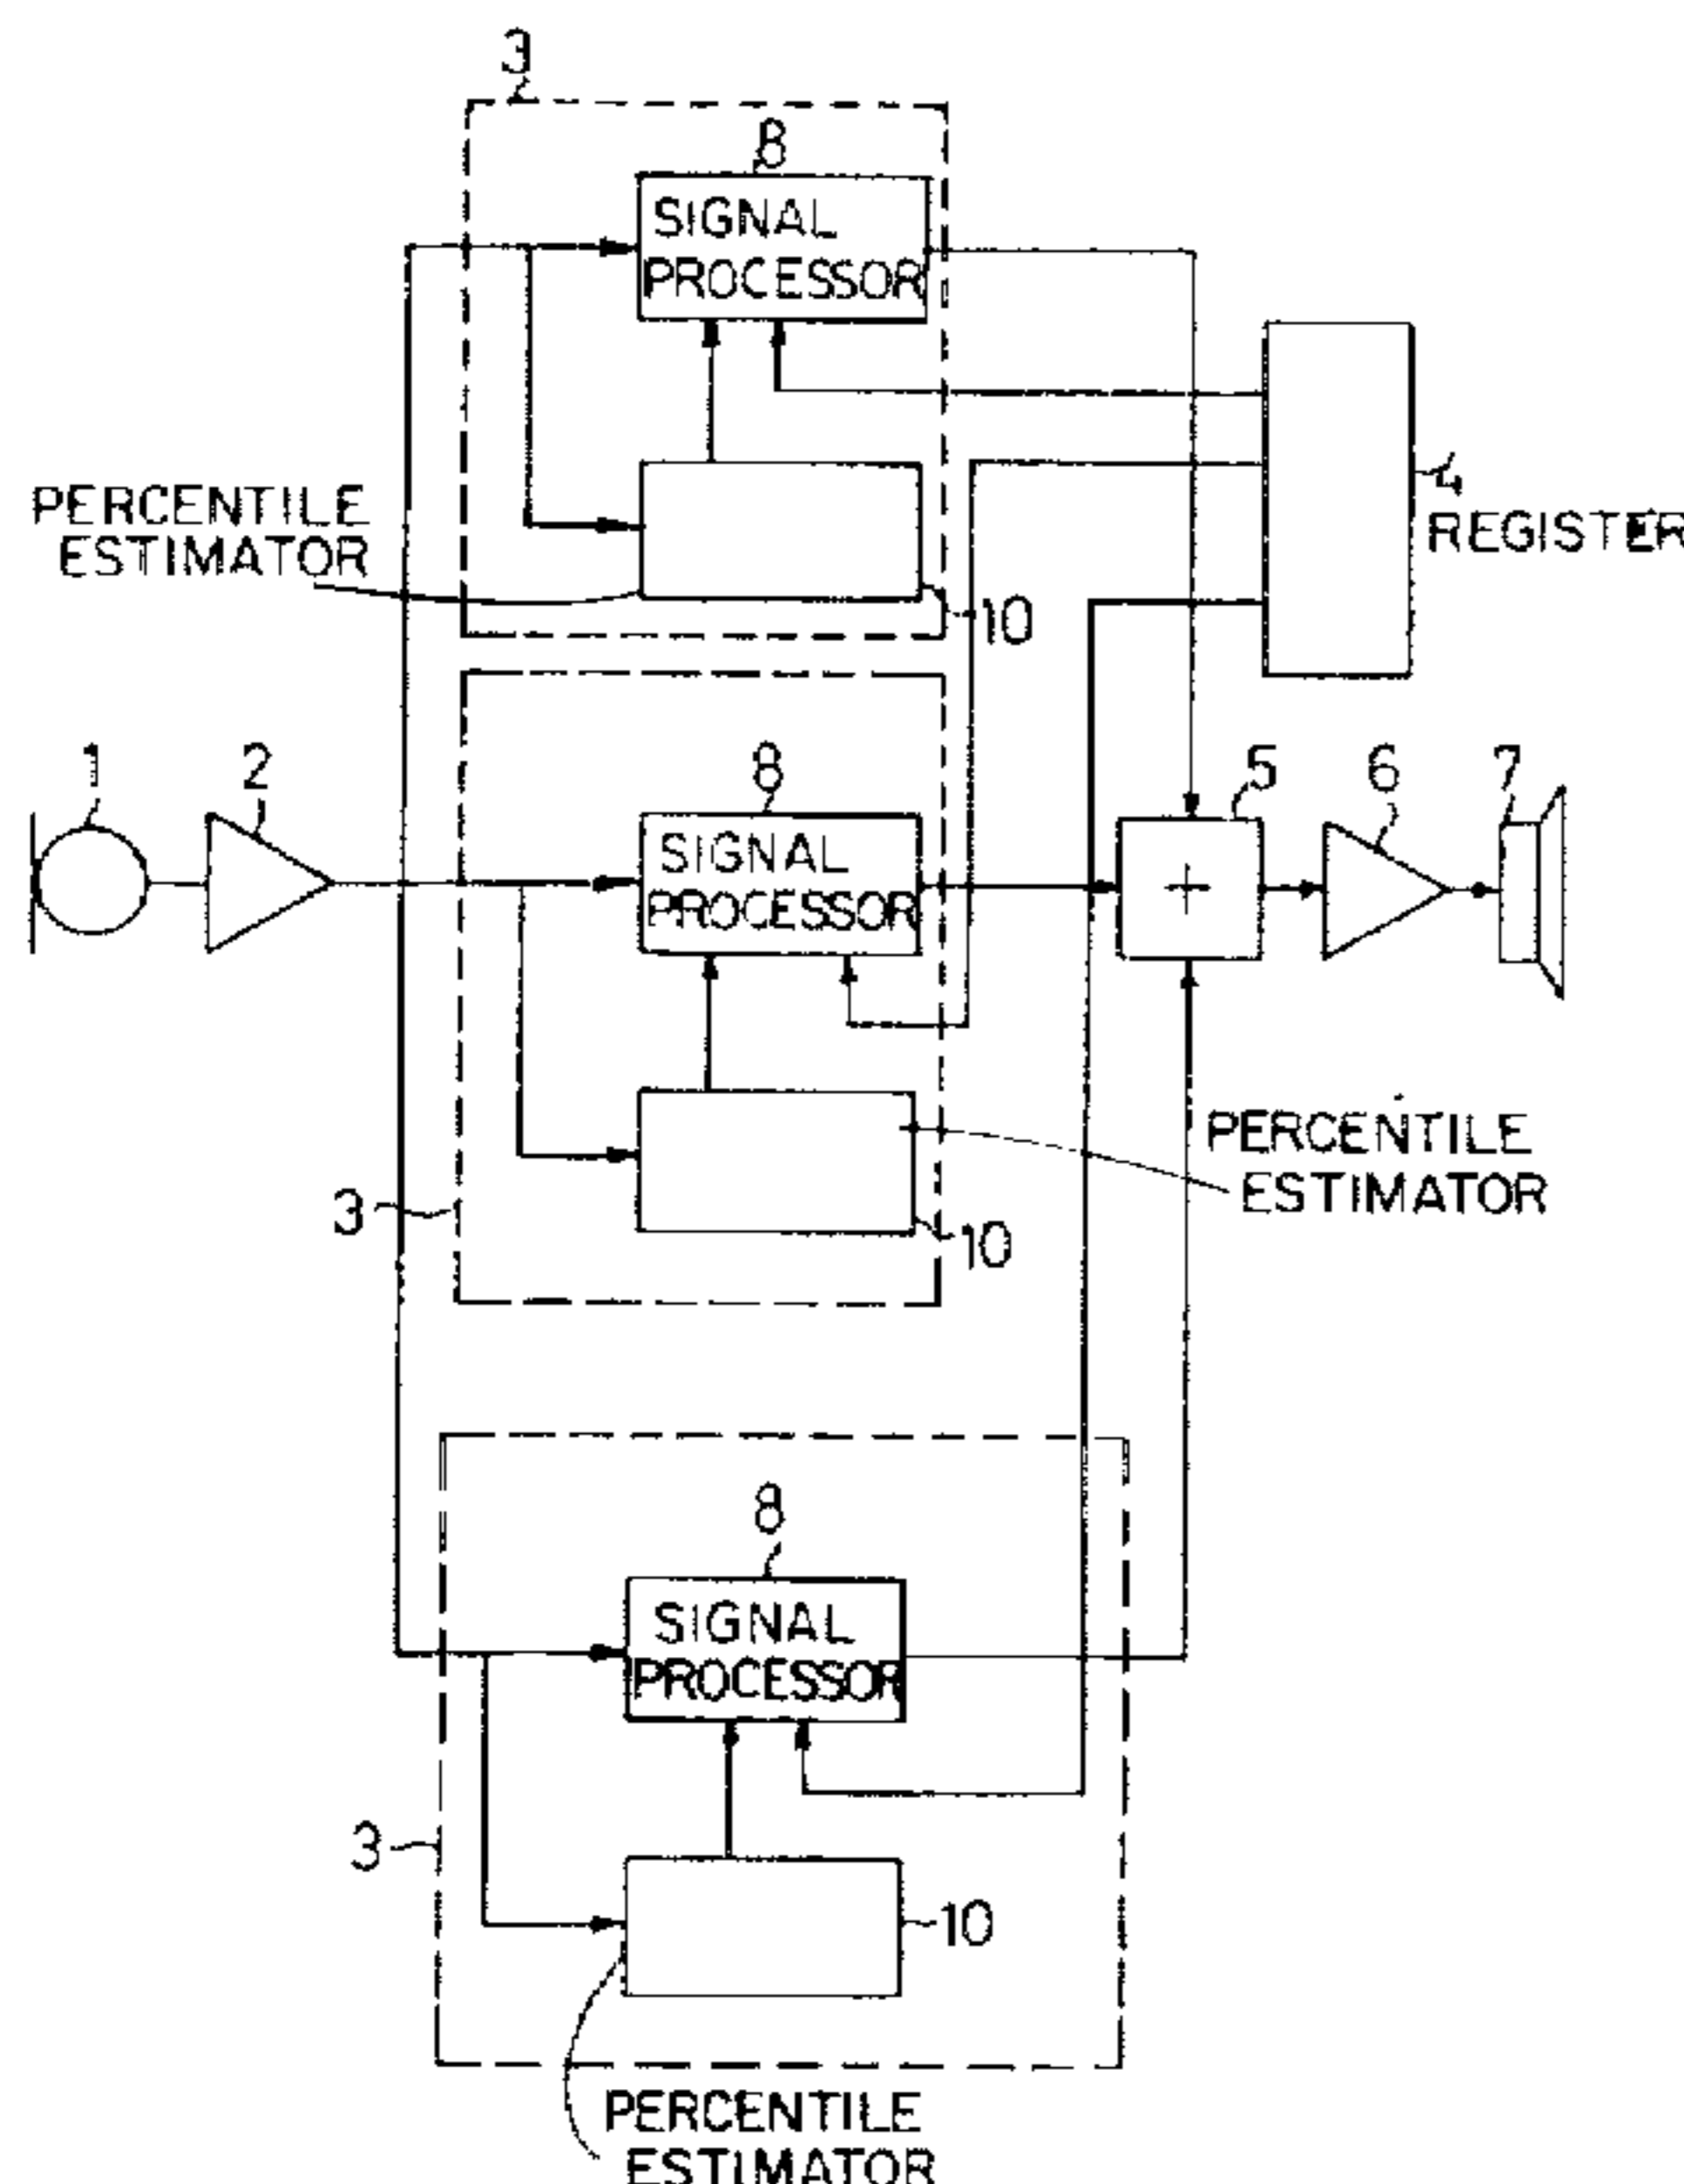 3
8
SIGNAL
PROCESSOR
PERCENTILE
ESTIMATOR
4
REGISTER
10
1
2
8
5
6
7
SIGNAL
PROCESSOR
+
PERCENTILE
ESTIMATOR
3
10
8
SIGNAL
PROCESSOR
3
10
PERCENTILE
ESTIMATOR